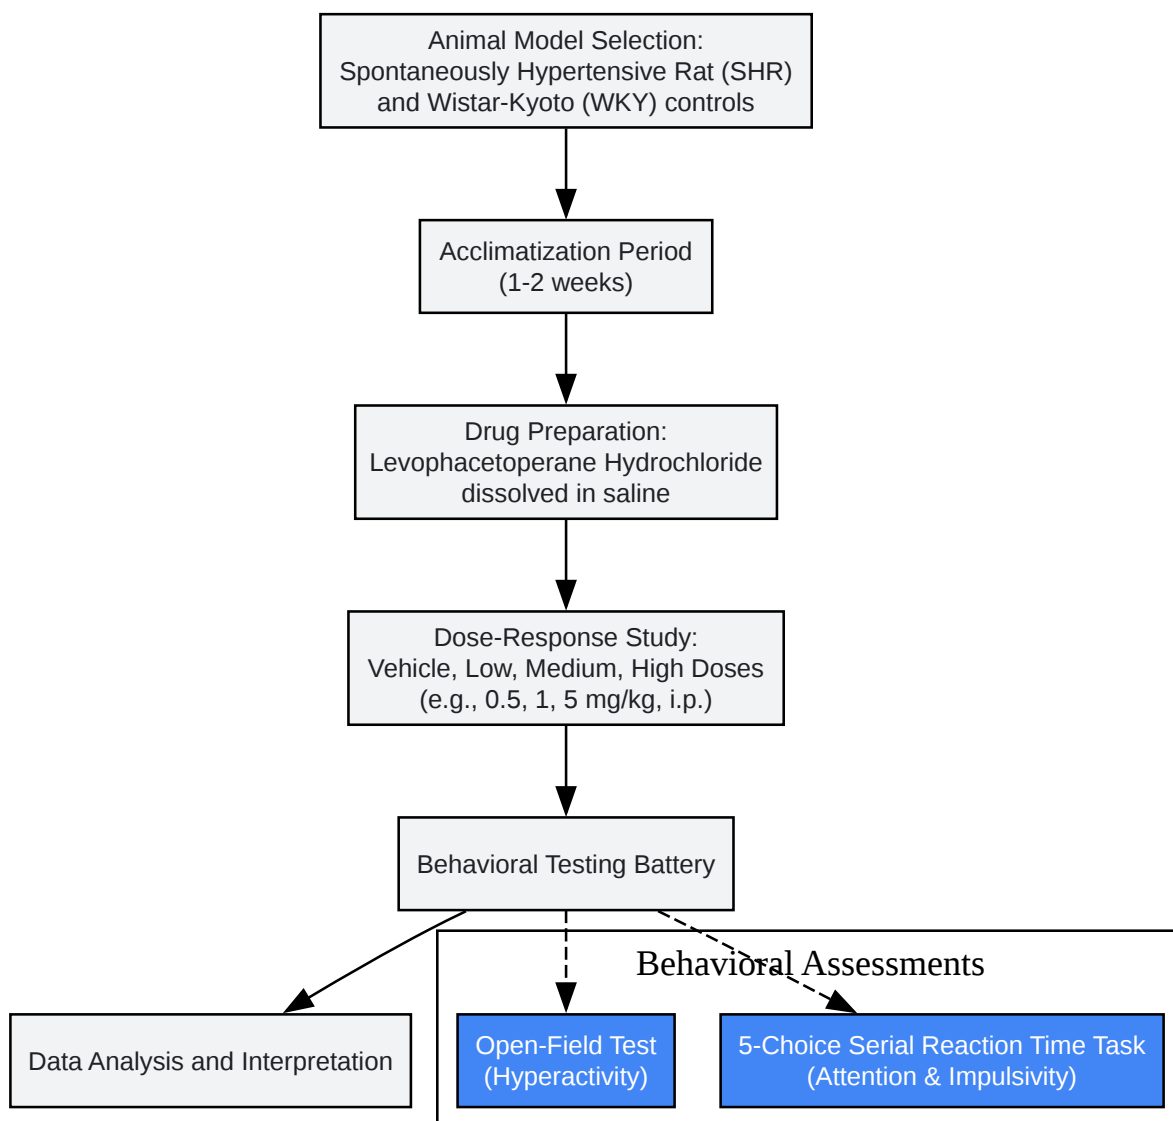 Animal Model Selection:
Spontaneously Hypertensive Rat (SHR)
and Wistar-Kyoto (WKY) controls
Acclimatization Period
(1-2 weeks)
Drug Preparation:
Levophacetoperane Hydrochloride
dissolved in saline
Dose-Response Study:
Vehicle, Low, Medium, High Doses
(e.g., 0.5, 1, 5 mg/kg, i.p.)
Behavioral Testing Battery
Behavioral Assessments
Data Analysis and Interpretation
Open-Field Test
(Hyperactivity)
5-Choice Serial Reaction Time Task
(Attention & Impulsivity)